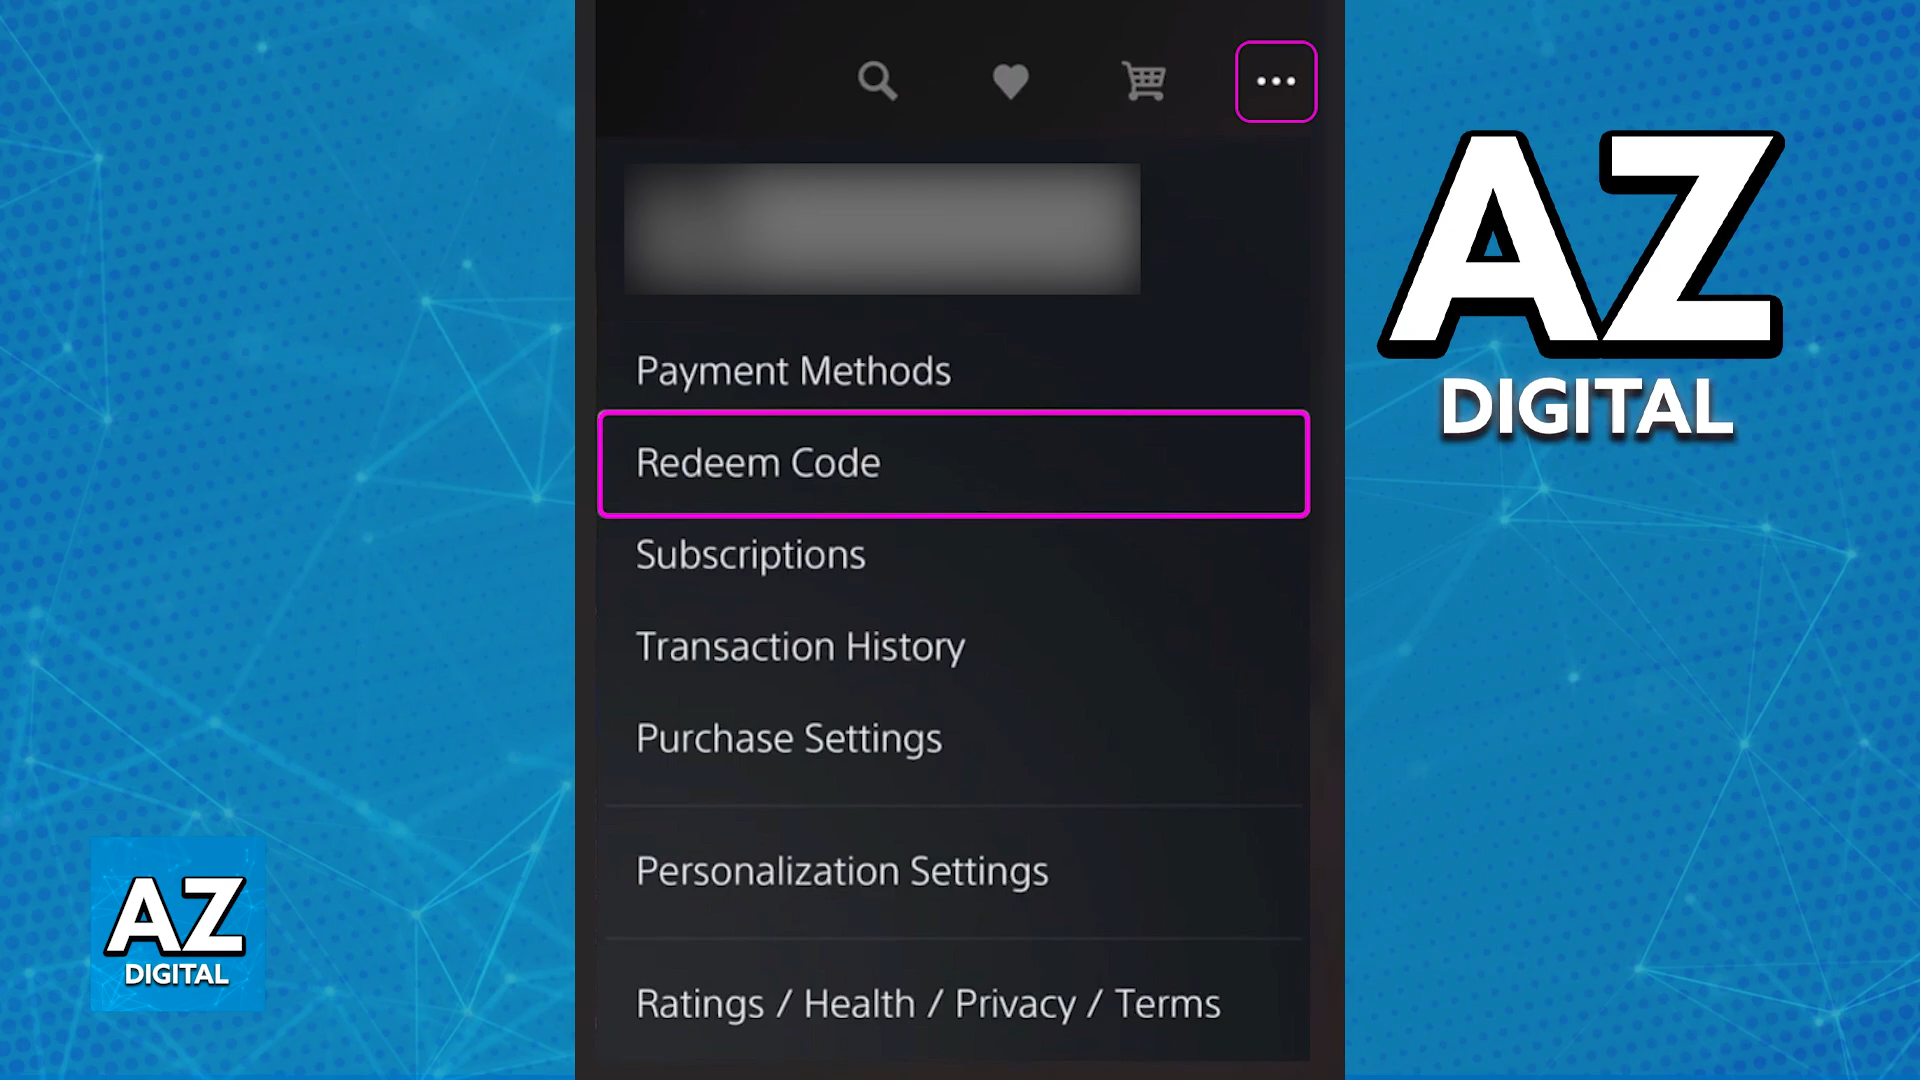 AZ
DIGITAL
Payment Methods
Redeem Code
Subscriptions
Transaction History
Purchase Settings
Personalization Settings
Ratings / Health / Privacy / Terms
AZ
DIGITAL